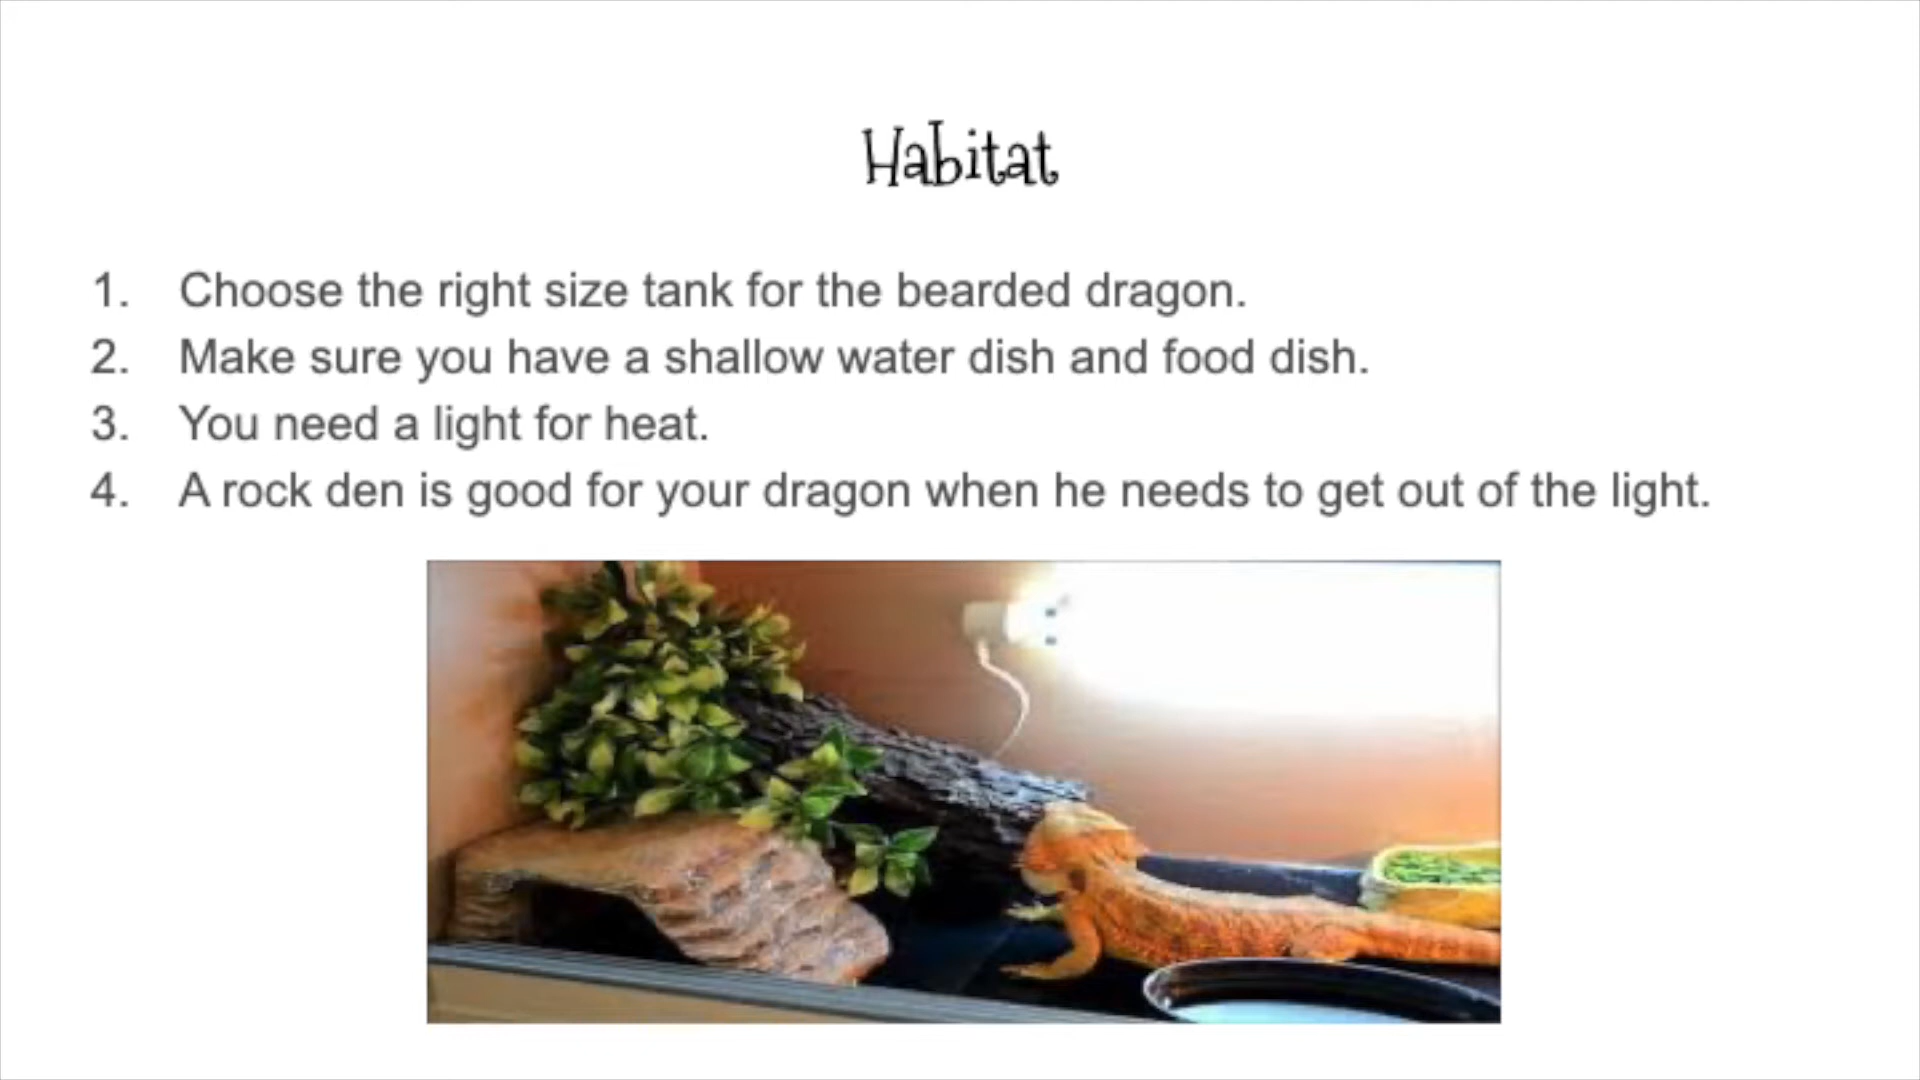 Habitat
1. Choose the right size tank for the bearded dragon.
2. Make sure you have a shallow water dish and food dish.
3. You need a light for heat.
4. A rock den is good for your dragon when he needs to get out of the light.